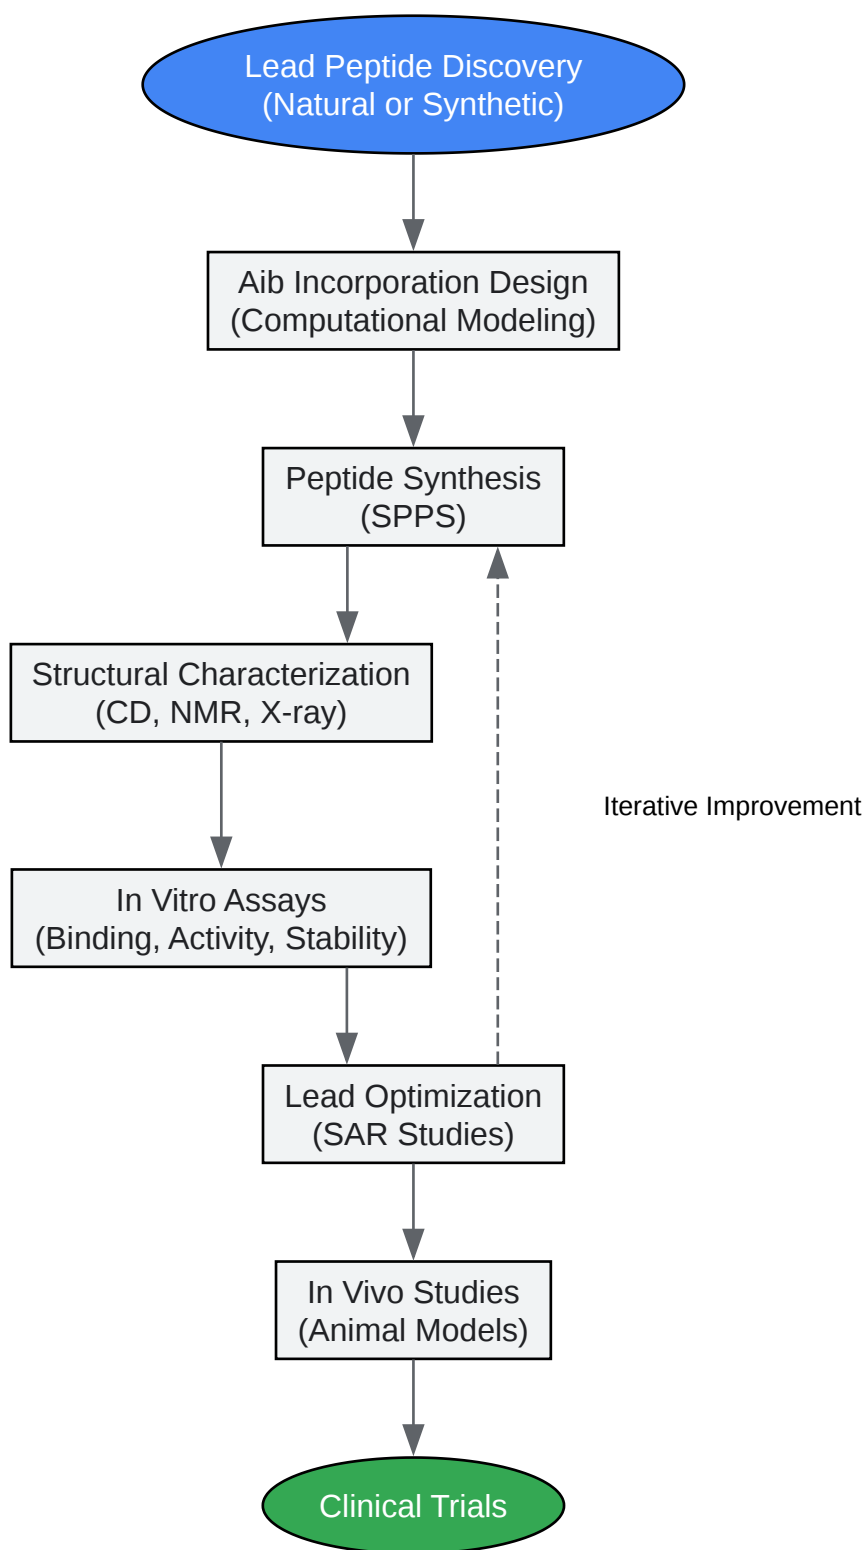 Lead Peptide Discovery
(Natural or Synthetic)
Aib Incorporation Design
(Computational Modeling)
Peptide Synthesis
(SPPS)
Structural Characterization
(CD, NMR, X-ray)
Iterative Improvement
In Vitro Assays
(Binding, Activity, Stability)
Lead Optimization
(SAR Studies)
In Vivo Studies
(Animal Models)
Clinical Trials